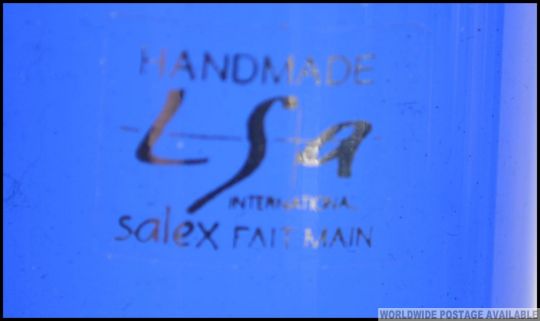 HANDMADE
LSa
INTERNATIONAL
salex FAIT MAIN
WORLDWIDE POSTAGE AVAILABLE